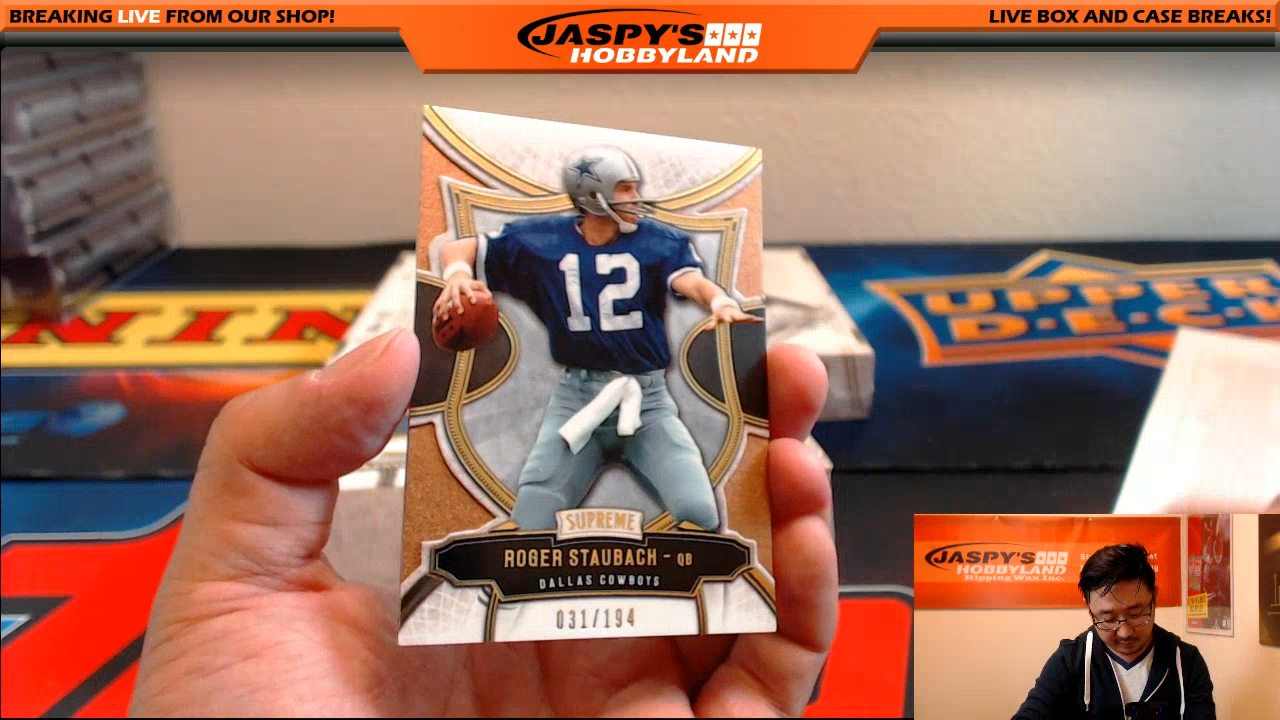 BREAKING LIVE FROM OUR SHOP!
JASPY'S
HOBBYLAND
LIVE BOX AND CASE BREAKS!
12
SUPREME
ROGER STAUBACH - QB
DALLAS COWBOYS
031/194
UPPER
JASPY'S
HOBBYLAND
Ripping Wax Inc.